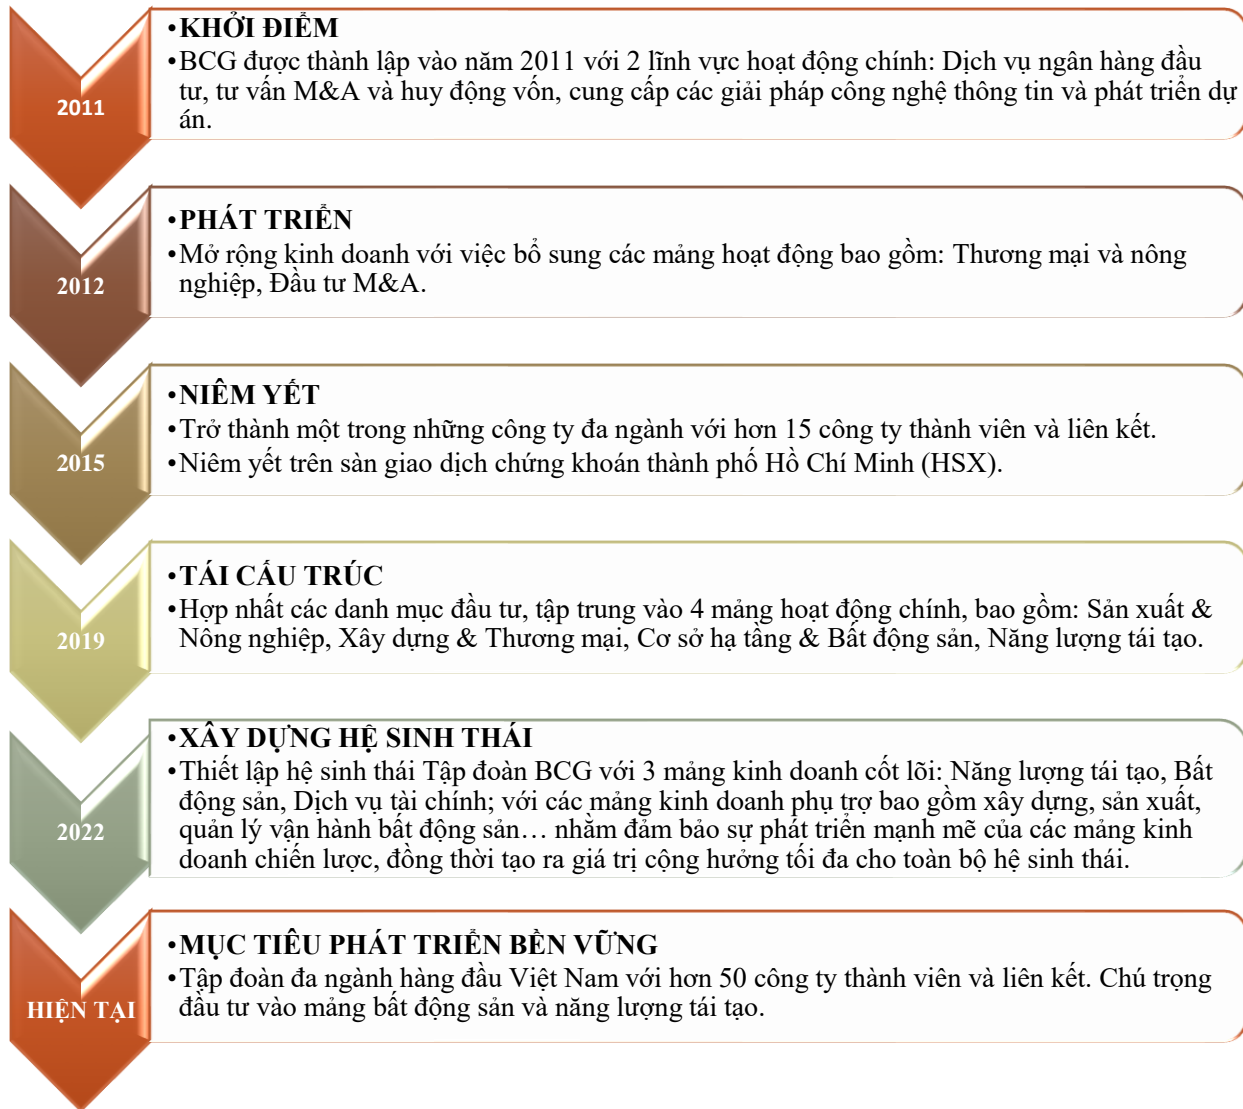 •KHỞI ĐIỂM
•BCG được thành lập vào năm 2011 với 2 lĩnh vực hoạt động chính: Dịch vụ ngân hàng đầu
tư, tư vấn M&A và huy động vốn, cung cấp các giải pháp công nghệ thông tin và phát triển dự
án.
2011
•PHÁT TRIỂN
•Mở rộng kinh doanh với việc bổ sung các mảng hoạt động bao gồm: Thương mại và nông
nghiệp, Đầu tư M&A.
2012
•NIÊM YẾT
•Trở thành một trong những công ty đa ngành với hơn 15 công ty thành viên và liên kết.
•Niêm yết trên sàn giao dịch chứng khoán thành phố Hồ Chí Minh (HSX).
2015
•TÁI CẤU TRÚC
•Hợp nhất các danh mục đầu tư, tập trung vào 4 mảng hoạt động chính, bao gồm: Sản xuất &
Nông nghiệp, Xây dựng & Thương mại, Cơ sở hạ tầng & Bất động sản, Năng lượng tái tạo.
2019
•XÂY DỰNG HỆ SINH THÁI
•Thiết lập hệ sinh thái Tập đoàn BCG với 3 mảng kinh doanh cốt lõi: Năng lượng tái tạo, Bất
động sản, Dịch vụ tài chính; với các mảng kinh doanh phụ trợ bao gồm xây dựng, sản xuất,
quản lý vận hành bất động sản… nhằm đảm bảo sự phát triển mạnh mẽ của các mảng kinh
doanh chiến lược, đồng thời tạo ra giá trị cộng hưởng tối đa cho toàn bộ hệ sinh thái.
2022
•MỤC TIÊU PHÁT TRIỂN BỀN VỮNG
•Tập đoàn đa ngành hàng đầu Việt Nam với hơn 50 công ty thành viên và liên kết. Chú trọng
đầu tư vào mảng bất động sản và năng lượng tái tạo.
HIỆN TẠI